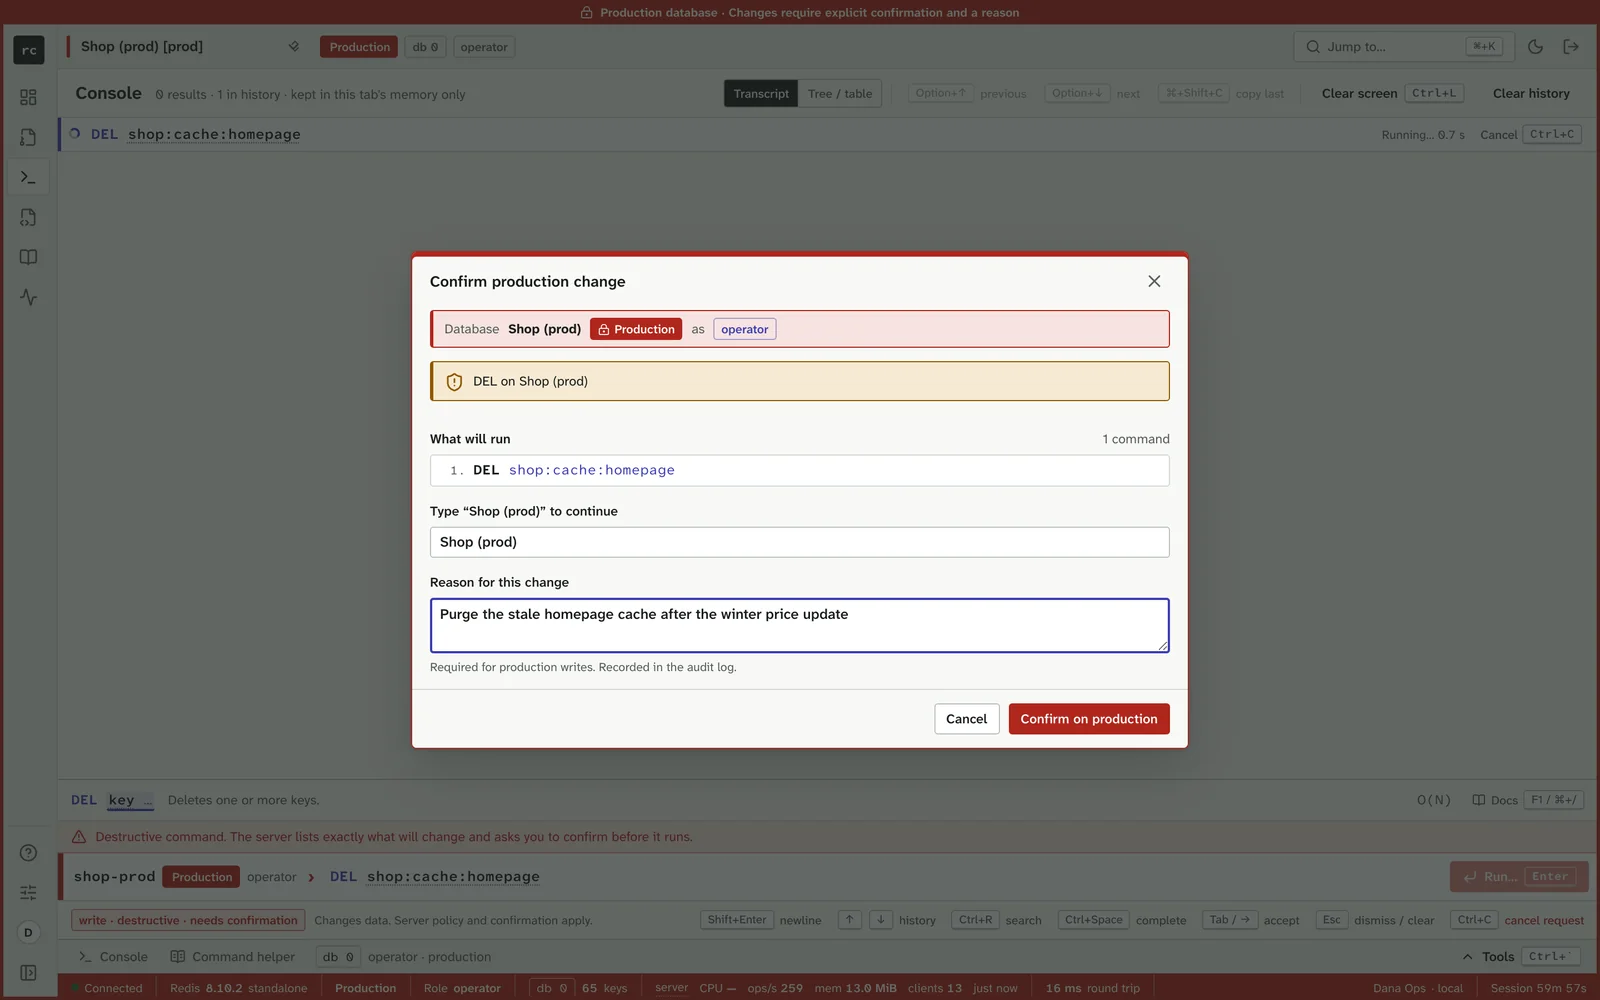 Production database · Changes require explicit confirmation and a reason
rc
Shop (prod) [prod]
Production
db 0
operator
Jump to...
⌘+K
Console
0 results · 1 in history · kept in this tab's memory only
Transcript
Tree / table
Option+↑ previous
Option+↓ next
⌘+Shift+C copy last
Clear screen Ctrl+L
Clear history
DEL shop:cache:homepage
Running... 0.7 s
Cancel Ctrl+C
Confirm production change
Database Shop (prod) Production as operator
DEL on Shop (prod)
What will run
1 command
1. DEL shop:cache:homepage
Type “Shop (prod)” to continue
Shop (prod)
Reason for this change
Purge the stale homepage cache after the winter price update
Required for production writes. Recorded in the audit log.
Cancel
Confirm on production
DEL key … Deletes one or more keys.
O(N)
Docs F1 / ⌘+/
Destructive command. The server lists exactly what will change and asks you to confirm before it runs.
shop-prod Production operator › DEL shop:cache:homepage
Run... Enter
write · destructive · needs confirmation
Changes data. Server policy and confirmation apply.
Shift+Enter newline
↑ ↓ history
Ctrl+R search
Ctrl+Space complete
Tab / → accept
Esc dismiss / clear
Ctrl+C cancel request
D
>_ Console
Command helper
db 0
operator · production
Tools Ctrl+`
Connected
Redis 8.10.2 standalone
Production
Role operator
db 0 65 keys
server CPU — ops/s 259 mem 13.0 MiB clients 13 just now
16 ms round trip
Dana Ops · local
Session 59m 57s